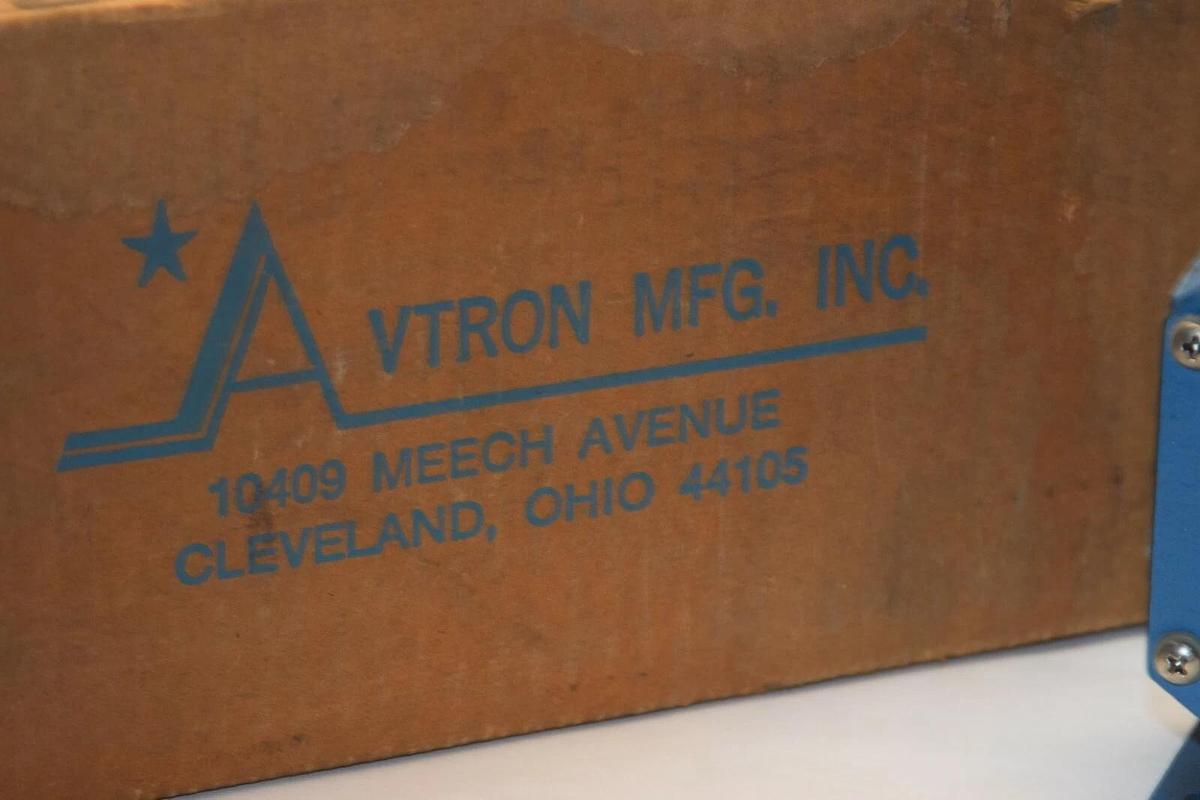 AVTRON MFG. INC.
10409 MEECH AVENUE
CLEVELAND, OHIO 44105